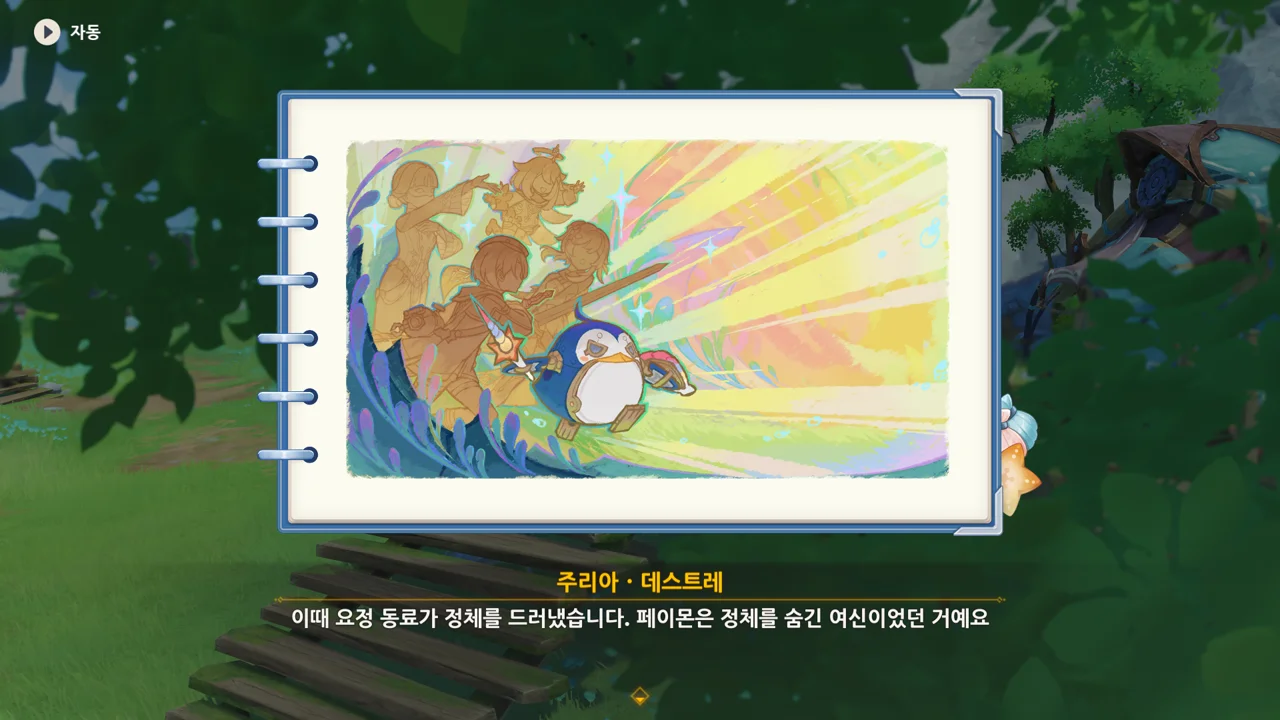 자동
주리아 · 데스트레
이때 요정 동료가 정체를 드러냈습니다. 페이몬은 정체를 숨긴 여신이었던 거예요